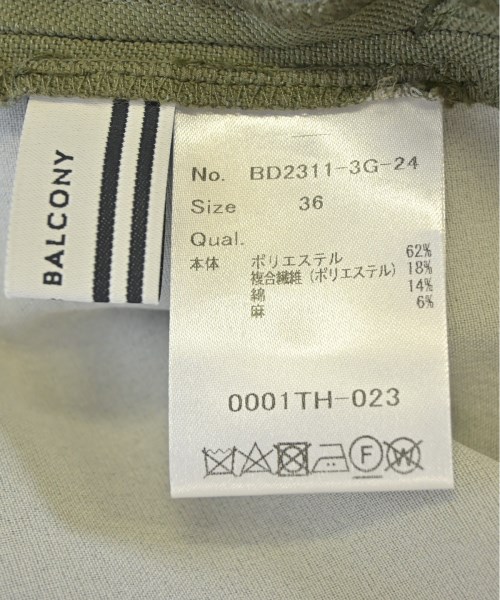 BALCONY
No. BD2311-3G-24
Size 36
Qual.
本体 ポリエステル 62%
複合繊維（ポリエステル） 18%
綿 14%
麻 6%
0001TH-023
F W